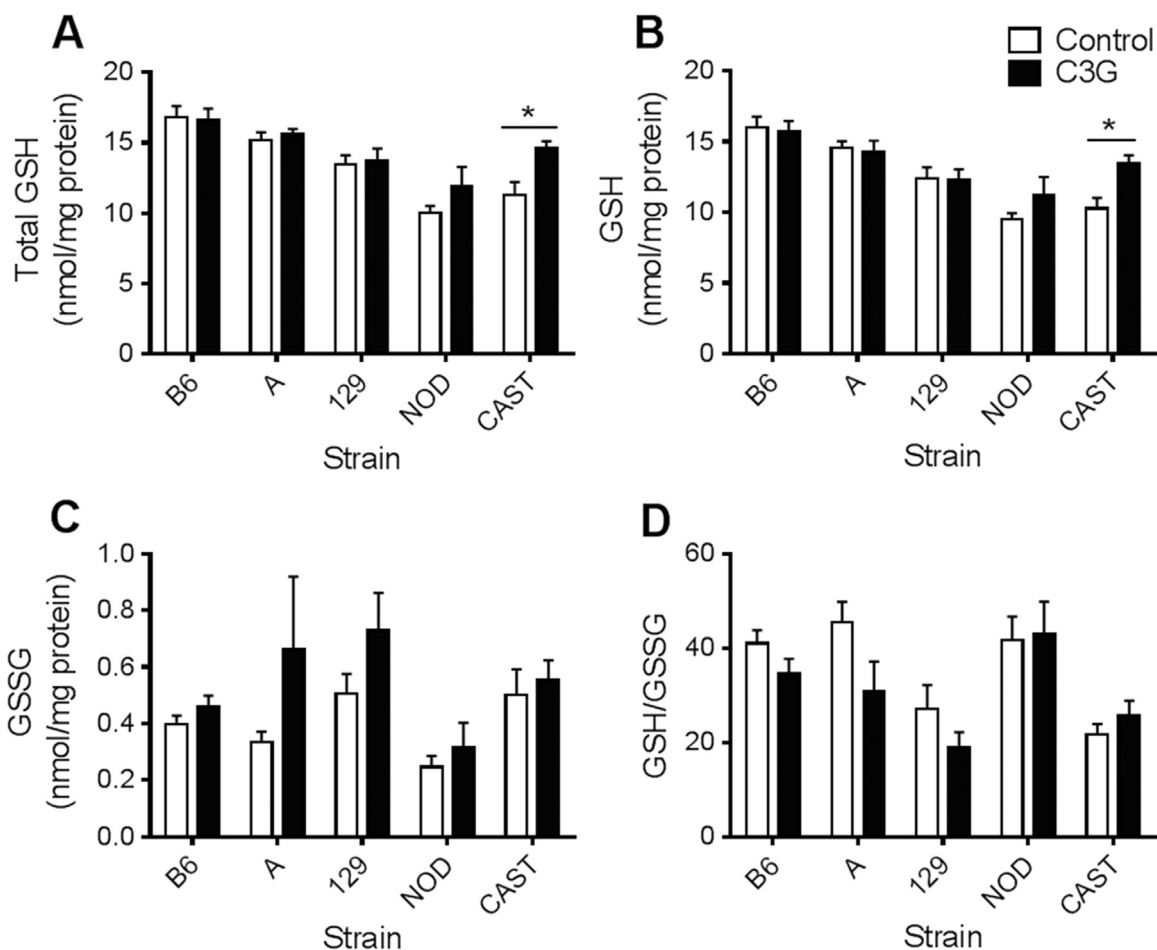 A
Total GSH
(nmol/mg protein)
20
15
10
5
0
*
B6
A
129
NOD
CAST
Strain
B
Control
C3G
GSH
(nmol/mg protein)
20
15
10
5
0
*
B6
A
129
NOD
CAST
Strain
C
GSSG
(nmol/mg protein)
1.0
0.8
0.6
0.4
0.2
0.0
B6
A
129
NOD
CAST
Strain
D
GSH/GSSG
60
40
20
0
B6
A
129
NOD
CAST
Strain